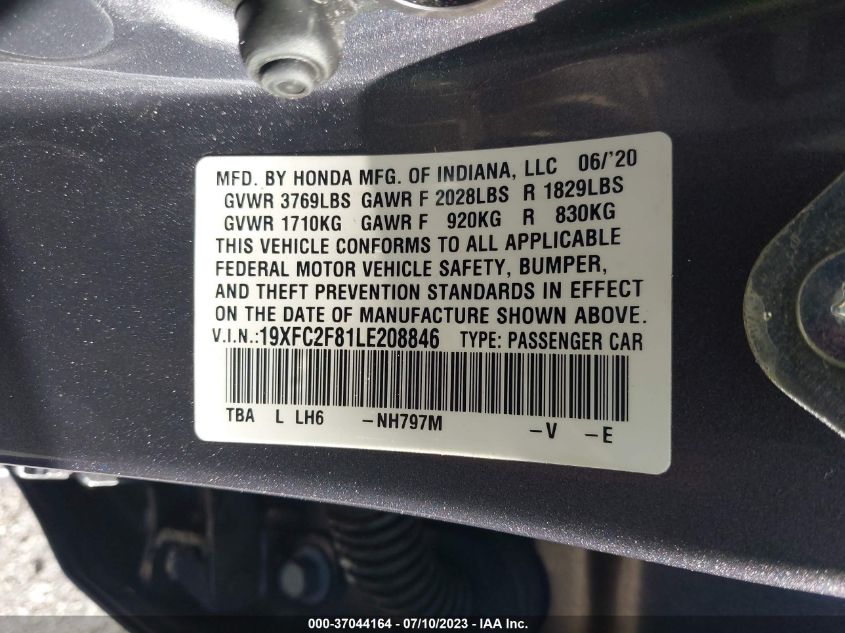 MFD. BY HONDA MFG. OF INDIANA, LLC 06/'20
GVWR 3769LBS GAWR F 2028LBS R 1829LBS
GVWR 1710KG GAWR F 920KG R 830KG
THIS VEHICLE CONFORMS TO ALL APPLICABLE
FEDERAL MOTOR VEHICLE SAFETY, BUMPER,
AND THEFT PREVENTION STANDARDS IN EFFECT
ON THE DATE OF MANUFACTURE SHOWN ABOVE.
V.I.N.:19XFC2F81LE208846 TYPE: PASSENGER CAR
TBA L LH6 -NH797M -V -E
000-37044164 - 07/10/2023 - IAA Inc.